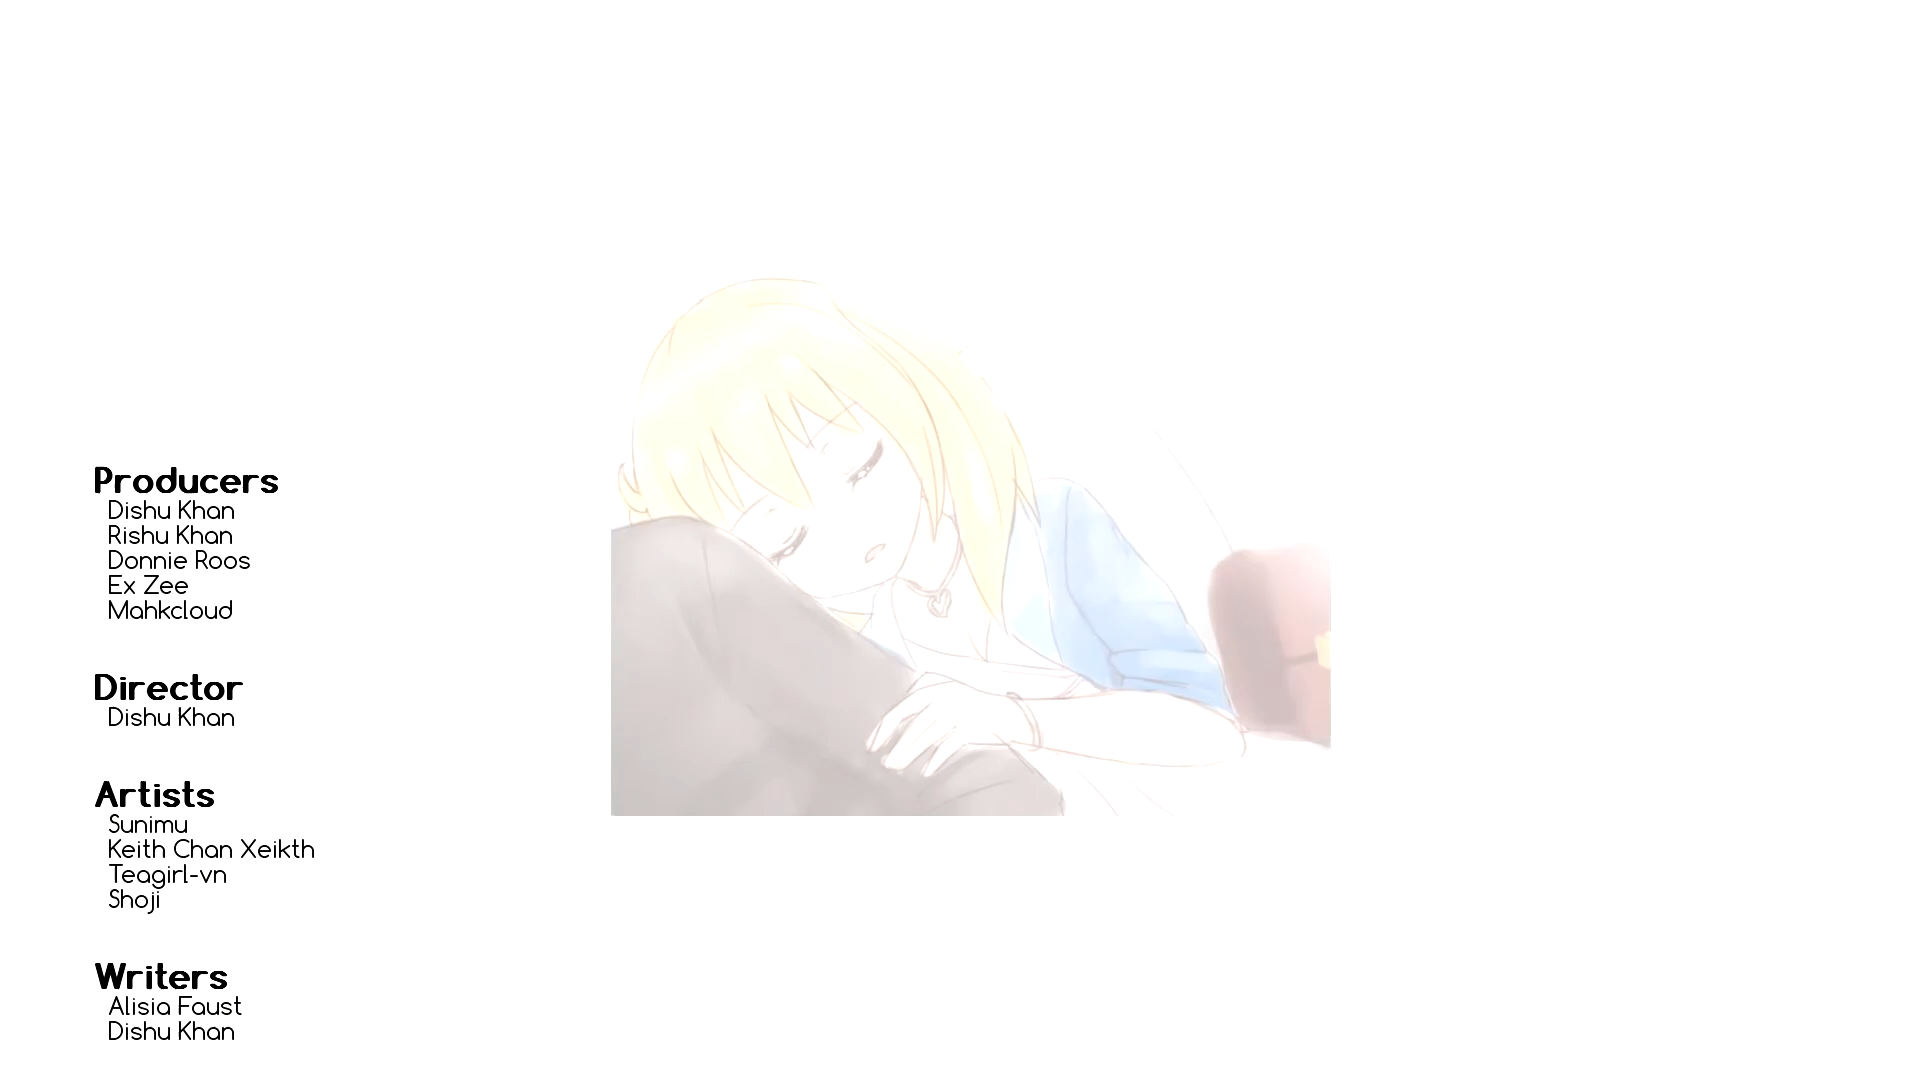 Producers
Dishu Khan
Rishu Khan
Donnie Roos
Ex Zee
Mahkcloud
Director
Dishu Khan
Artists
Sunimu
Keith Chan Xeikth
Teagirl-vn
Shoji
Writers
Alisia Faust
Dishu Khan